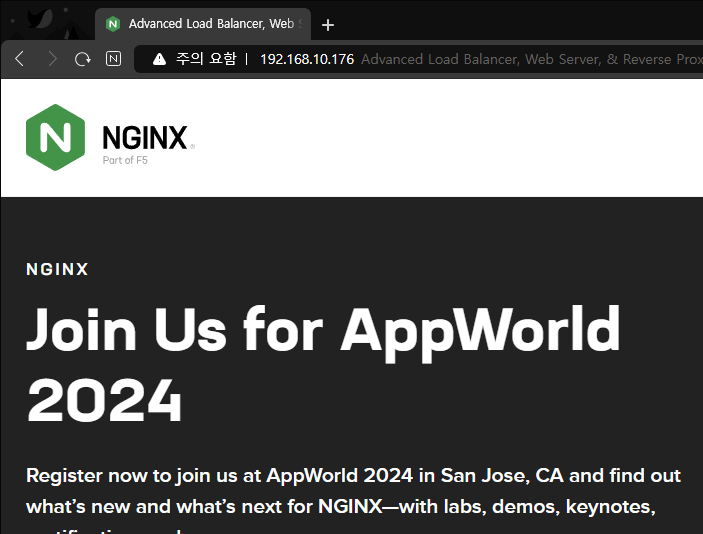 Advanced Load Balancer, Web S
주의 요함 | 192.168.10.176 Advanced Load Balancer, Web Server, & Reverse Prox
N
NGINX
Part of F5
NGINX
Join Us for AppWorld
2024
Register now to join us at AppWorld 2024 in San Jose, CA and find out
what's new and what's next for NGINX—with labs, demos, keynotes,